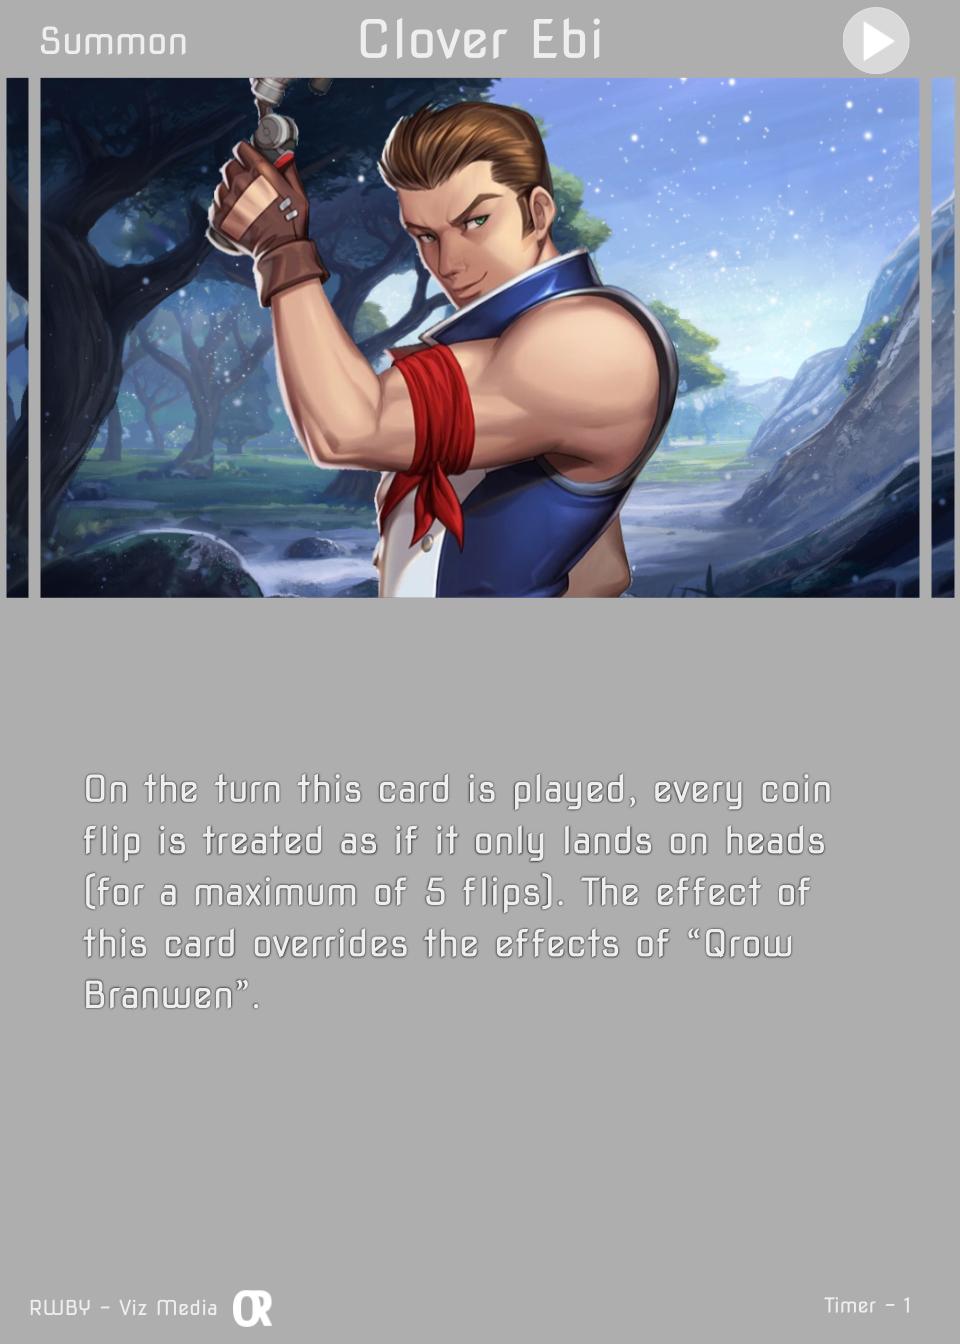 Summon
Clover Ebi
On the turn this card is played, every coin
flip is treated as if it only lands on heads
(for a maximum of 5 flips). The effect of
this card overrides the effects of “Qrow
Branwen”.
RWBY - Viz Media OR
Timer - 1